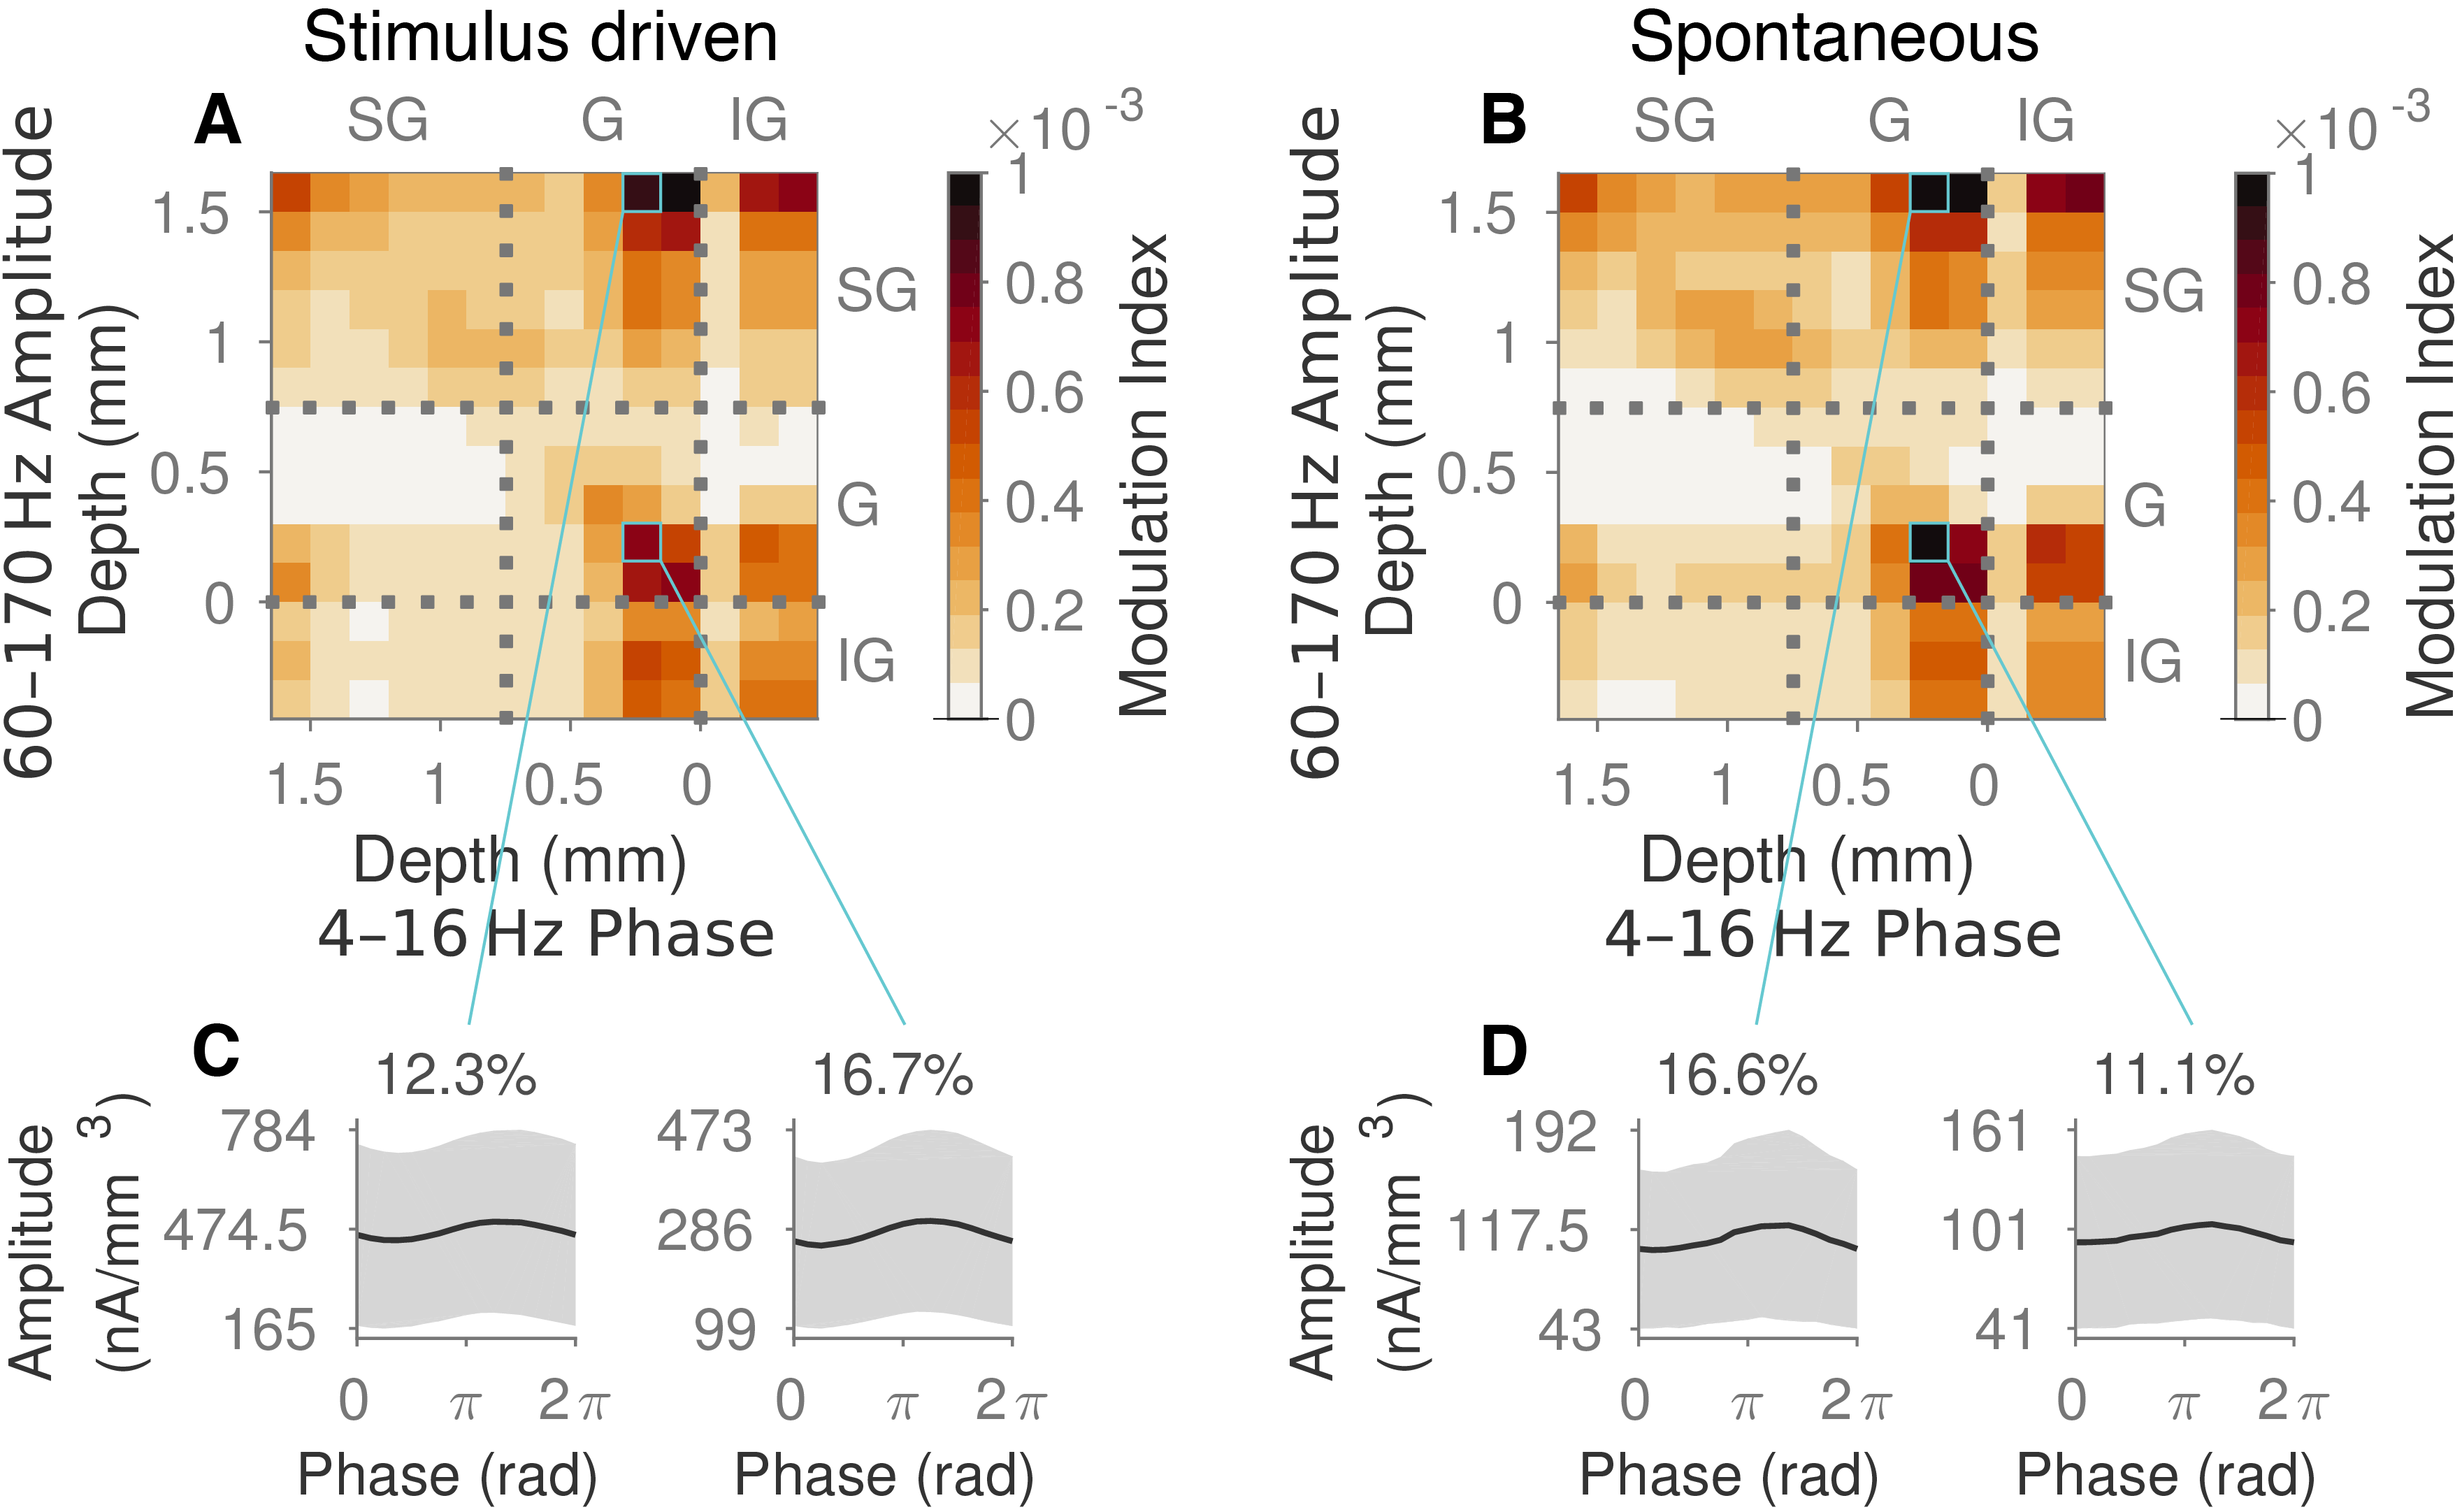 Stimulus driven
Spontaneous
A
SG G IG
×10 -3
60–170 Hz Amplitude
Depth (mm)
1.5
1
0.5
0
SG
G
IG
1
0.8
0.6
0.4
0.2
0
Modulation Index
1.5 1 0.5 0
Depth (mm)
4–16 Hz Phase
B
SG G IG
×10 -3
60–170 Hz Amplitude
Depth (mm)
1.5
1
0.5
0
SG
G
IG
1
0.8
0.6
0.4
0.2
0
Modulation Index
1.5 1 0.5 0
Depth (mm)
4–16 Hz Phase
C
Amplitude
(nA/mm 3)
12.3%
784
474.5
165
0 π 2π
Phase (rad)
16.7%
473
286
99
0 π 2π
Phase (rad)
D
Amplitude
(nA/mm 3)
16.6%
192
117.5
43
0 π 2π
Phase (rad)
11.1%
161
101
41
0 π 2π
Phase (rad)